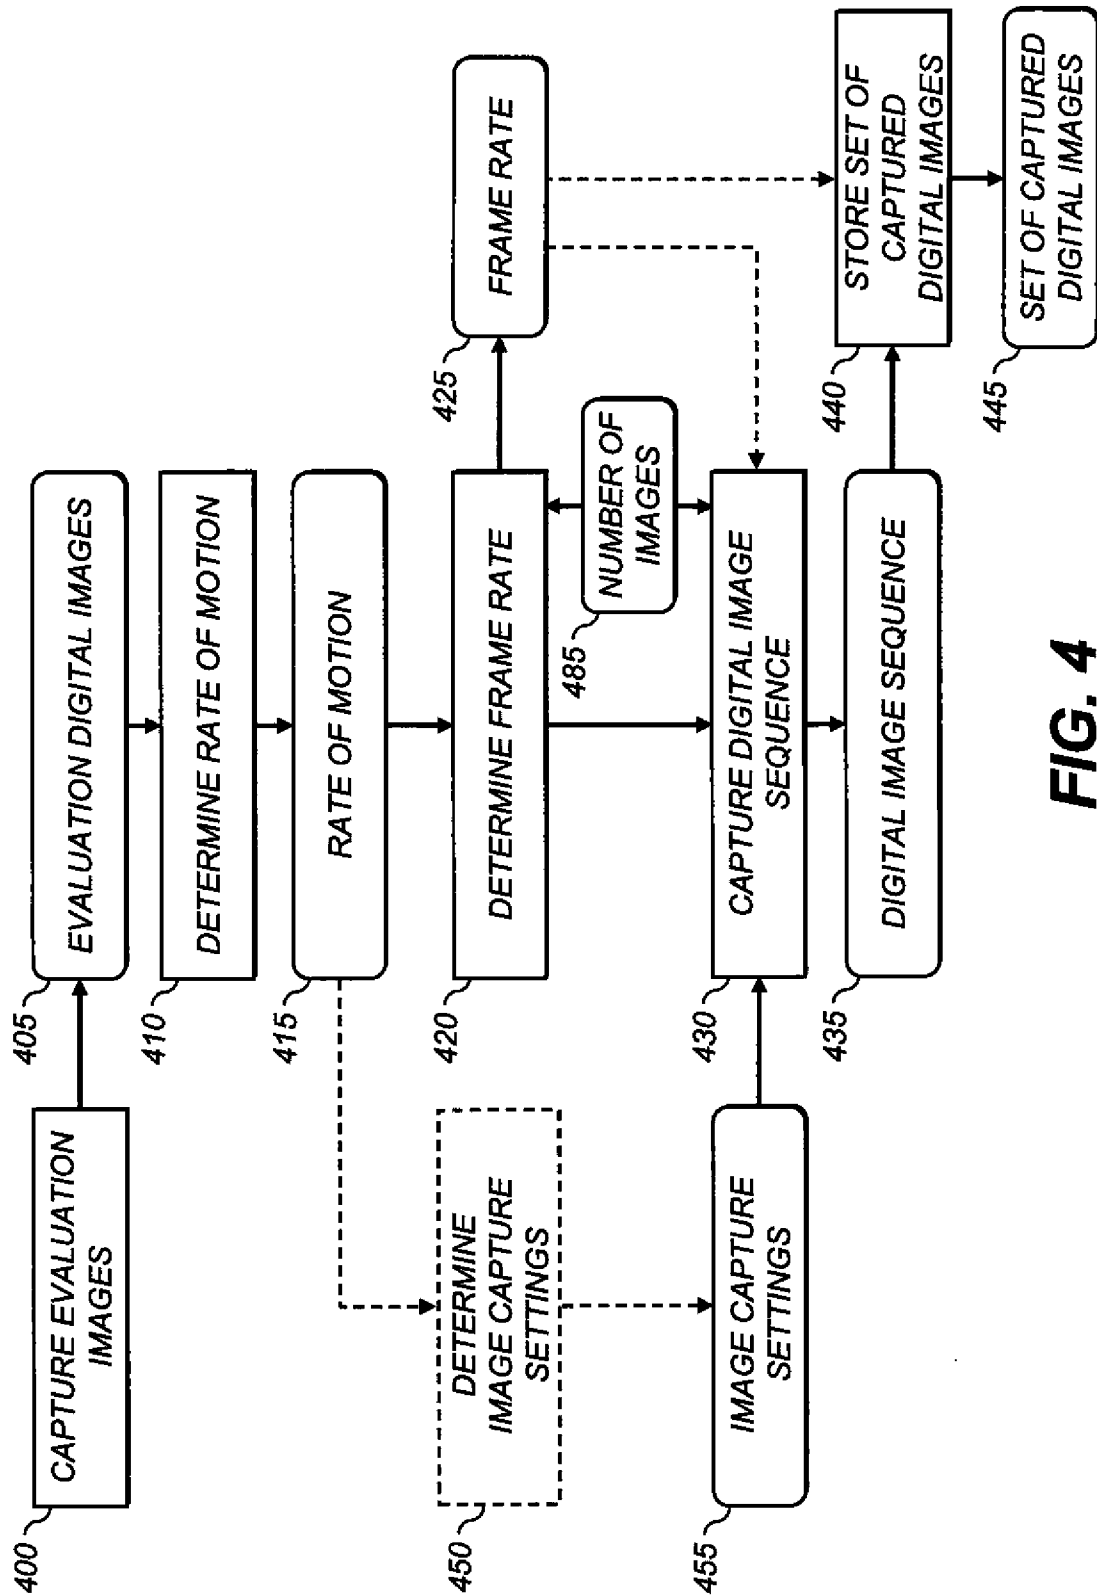 400
CAPTURE EVALUATION
IMAGES
405
EVALUATION DIGITAL IMAGES
410
DETERMINE RATE OF MOTION
415
RATE OF MOTION
420
DETERMINE FRAME RATE
425
FRAME RATE
450
DETERMINE
IMAGE CAPTURE
SETTINGS
485
NUMBER OF
IMAGES
455
IMAGE CAPTURE
SETTINGS
430
CAPTURE DIGITAL IMAGE
SEQUENCE
435
DIGITAL IMAGE SEQUENCE
440
STORE SET OF
CAPTURED
DIGITAL IMAGES
445
SET OF CAPTURED
DIGITAL IMAGES
FIG. 4